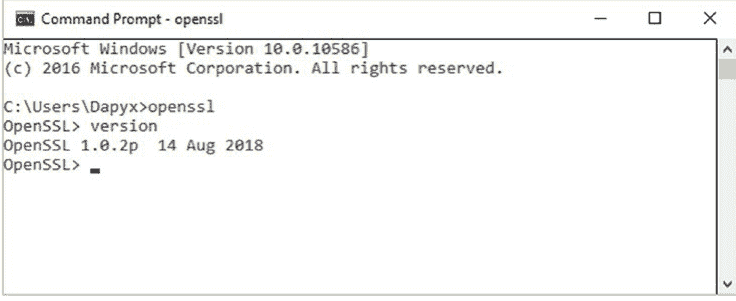 Command Prompt - openssl
Microsoft Windows [Version 10.0.10586]
(c) 2016 Microsoft Corporation. All rights reserved.
C:\Users\Dapyx>openssl
OpenSSL> version
OpenSSL 1.0.2p  14 Aug 2018
OpenSSL>